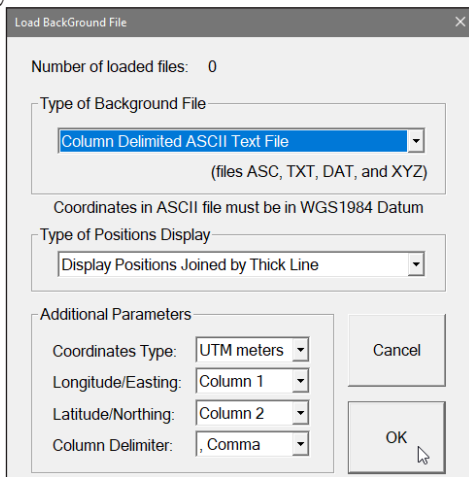 Load BackGround File
Number of loaded files: 0
Type of Background File
Column Delimited ASCII Text File
(files ASC, TXT, DAT, and XYZ)
Coordinates in ASCII file must be in WGS1984 Datum
Type of Positions Display
Display Positions Joined by Thick Line
Additional Parameters
Coordinates Type: UTM meters
Longitude/Easting: Column 1
Latitude/Northing: Column 2
Column Delimiter: , Comma
Cancel
OK